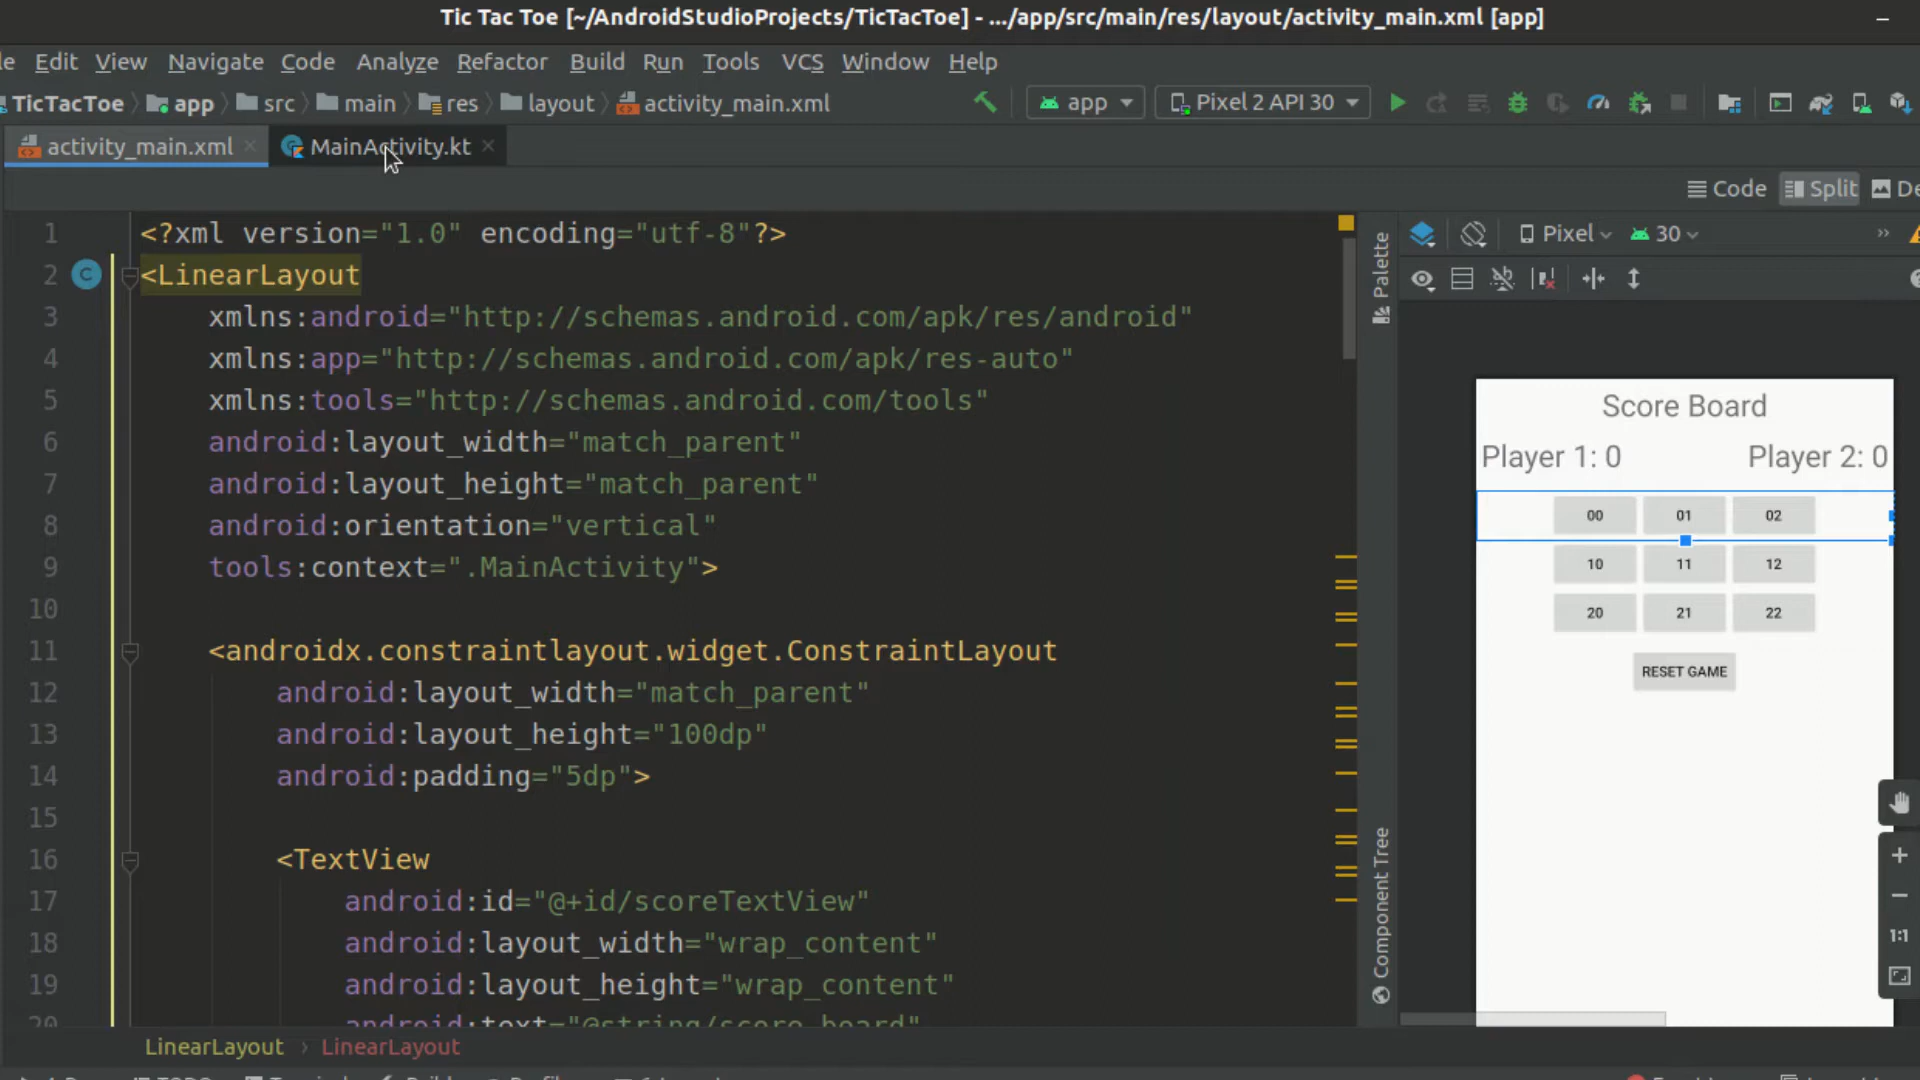 Tic Tac Toe [~/AndroidStudioProjects/TicTacToe] - .../app/src/main/res/layout/activity_main.xml [app]
le Edit View Navigate Code Analyze Refactor Build Run Tools VCS Window Help
TicTacToe app src main res layout activity_main.xml app Pixel 2 API 30
activity_main.xml MainActivity.kt
Code Split De
1 <?xml version="1.0" encoding="utf-8"?>
2 <LinearLayout
3 xmlns:android="http://schemas.android.com/apk/res/android"
4 xmlns:app="http://schemas.android.com/apk/res-auto"
5 xmlns:tools="http://schemas.android.com/tools"
6 android:layout_width="match_parent"
7 android:layout_height="match_parent"
8 android:orientation="vertical"
9 tools:context=".MainActivity">
10
11 <androidx.constraintlayout.widget.ConstraintLayout
12 android:layout_width="match_parent"
13 android:layout_height="100dp"
14 android:padding="5dp">
15
16 <TextView
17 android:id="@+id/scoreTextView"
18 android:layout_width="wrap_content"
19 android:layout_height="wrap_content"
20 android:text="@string/score_board"
LinearLayout › LinearLayout
Palette
Component Tree
Pixel 30 »
Score Board
Player 1: 0 Player 2: 0
00 01 02
10 11 12
20 21 22
RESET GAME
1:1